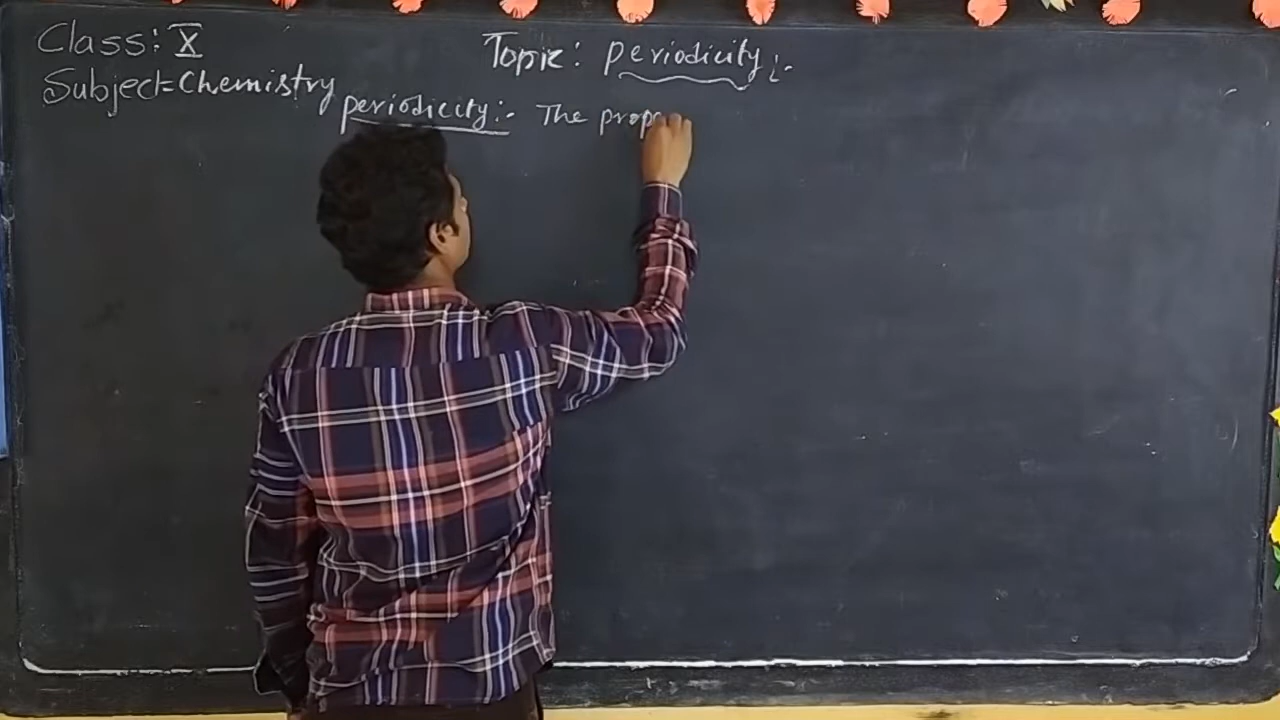 Class: X
Topic: periodicity:-
Subject=Chemistry
periodicity:- The prop